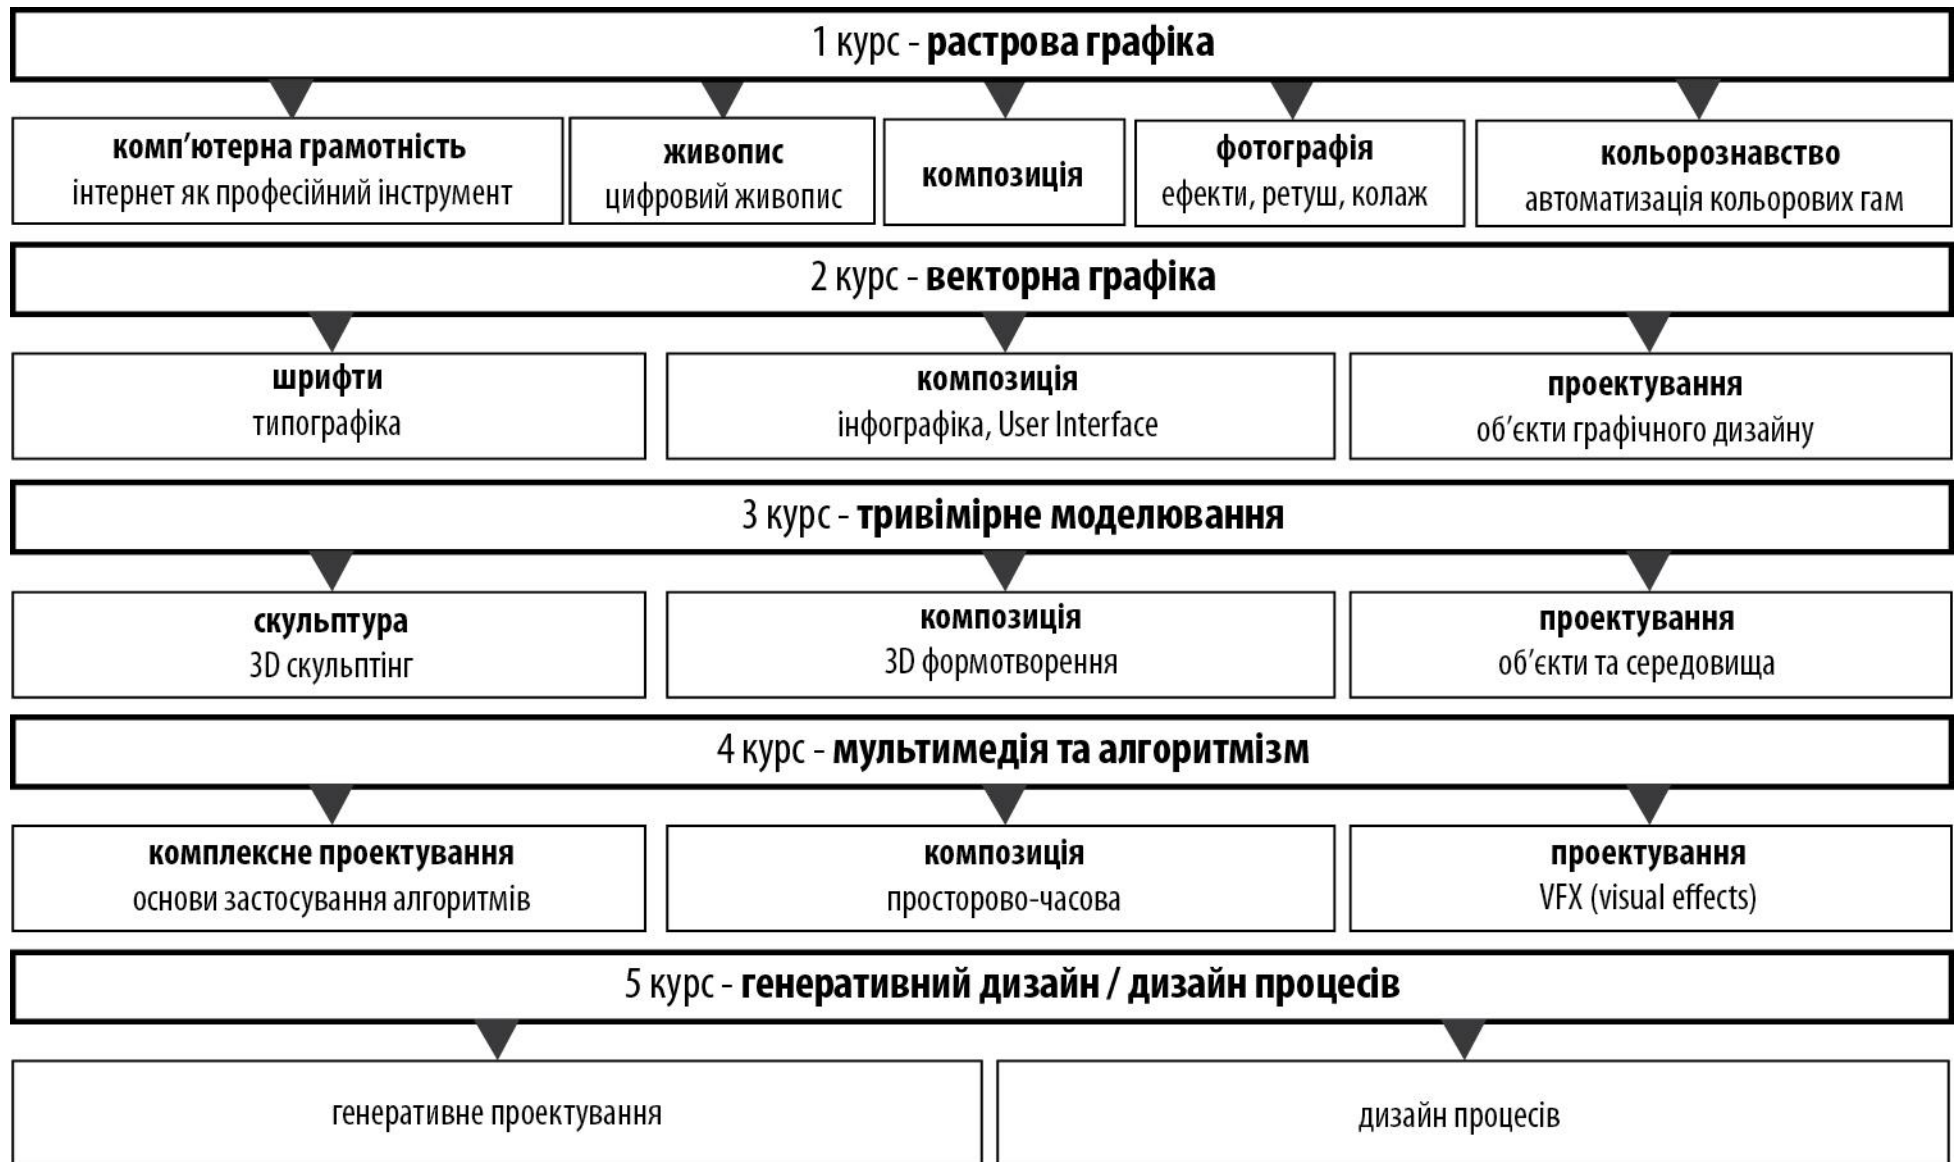 1 курс - растрова графіка
комп’ютерна грамотність
інтернет як професійний інструмент
живопис
цифровий живопис
композиція
фотографія
ефекти, ретуш, колаж
кольорознавство
автоматизація кольорових гам
2 курс - векторна графіка
шрифти
типографіка
композиція
інфографіка, User Interface
проектування
об’єкти графічного дизайну
3 курс - тривімірне моделювання
скульптура
3D скульптінг
композиція
3D формотворення
проектування
об’єкти та середовища
4 курс - мультимедія та алгоритмізм
комплексне проектування
основи застосування алгоритмів
композиція
просторово-часова
проектування
VFX (visual effects)
5 курс - генеративний дизайн / дизайн процесів
генеративне проектування
дизайн процесів